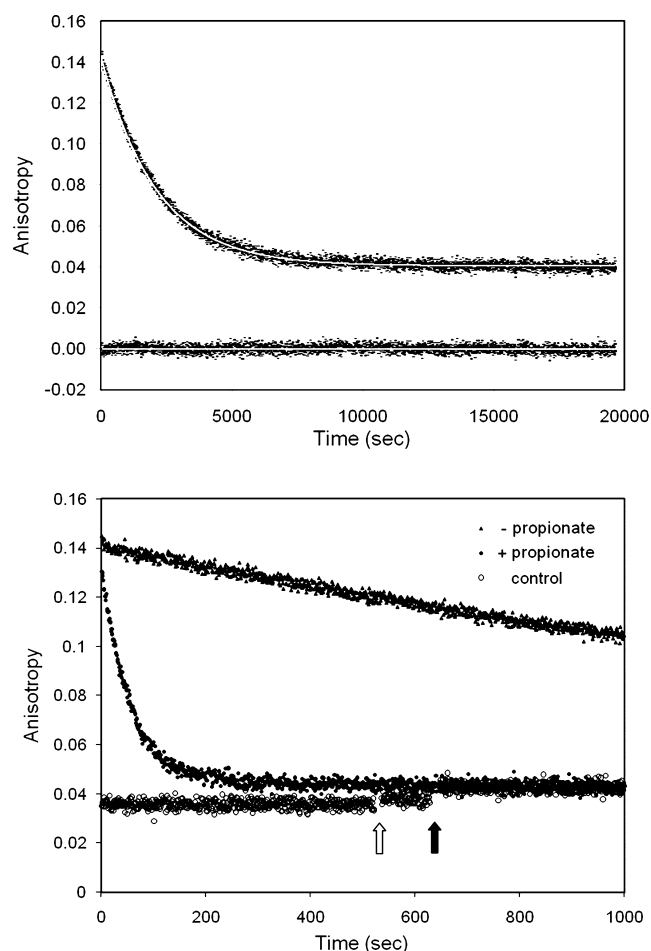 0.16
0.14
0.12
0.10
0.08
0.06
0.04
0.02
0.00
-0.02
Anisotropy
0 5000 10000 15000 20000
Time (sec)
0.16
0.14
0.12
0.1
0.08
0.06
0.04
0.02
0
Anisotropy
- propionate
+ propionate
control
0 200 400 600 800 1000
Time (sec)